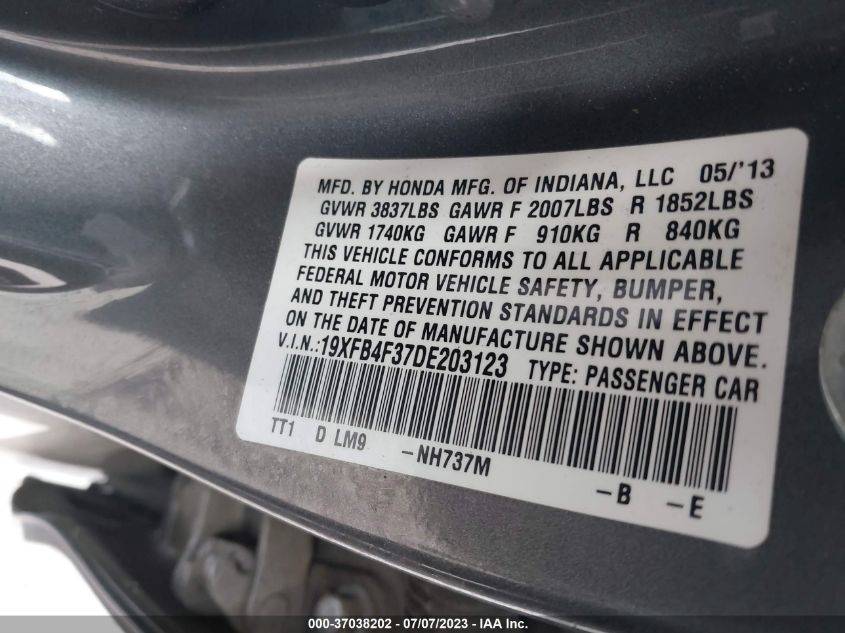 MFD. BY HONDA MFG. OF INDIANA, LLC 05/'13
GVWR 3837LBS GAWR F 2007LBS R 1852LBS
GVWR 1740KG GAWR F 910KG R 840KG
THIS VEHICLE CONFORMS TO ALL APPLICABLE
FEDERAL MOTOR VEHICLE SAFETY, BUMPER,
AND THEFT PREVENTION STANDARDS IN EFFECT
ON THE DATE OF MANUFACTURE SHOWN ABOVE.
V.I.N.:19XFB4F37DE203123 TYPE: PASSENGER CAR
TT1 D LM9 -NH737M -B -E
000-37038202 - 07/07/2023 - IAA Inc.